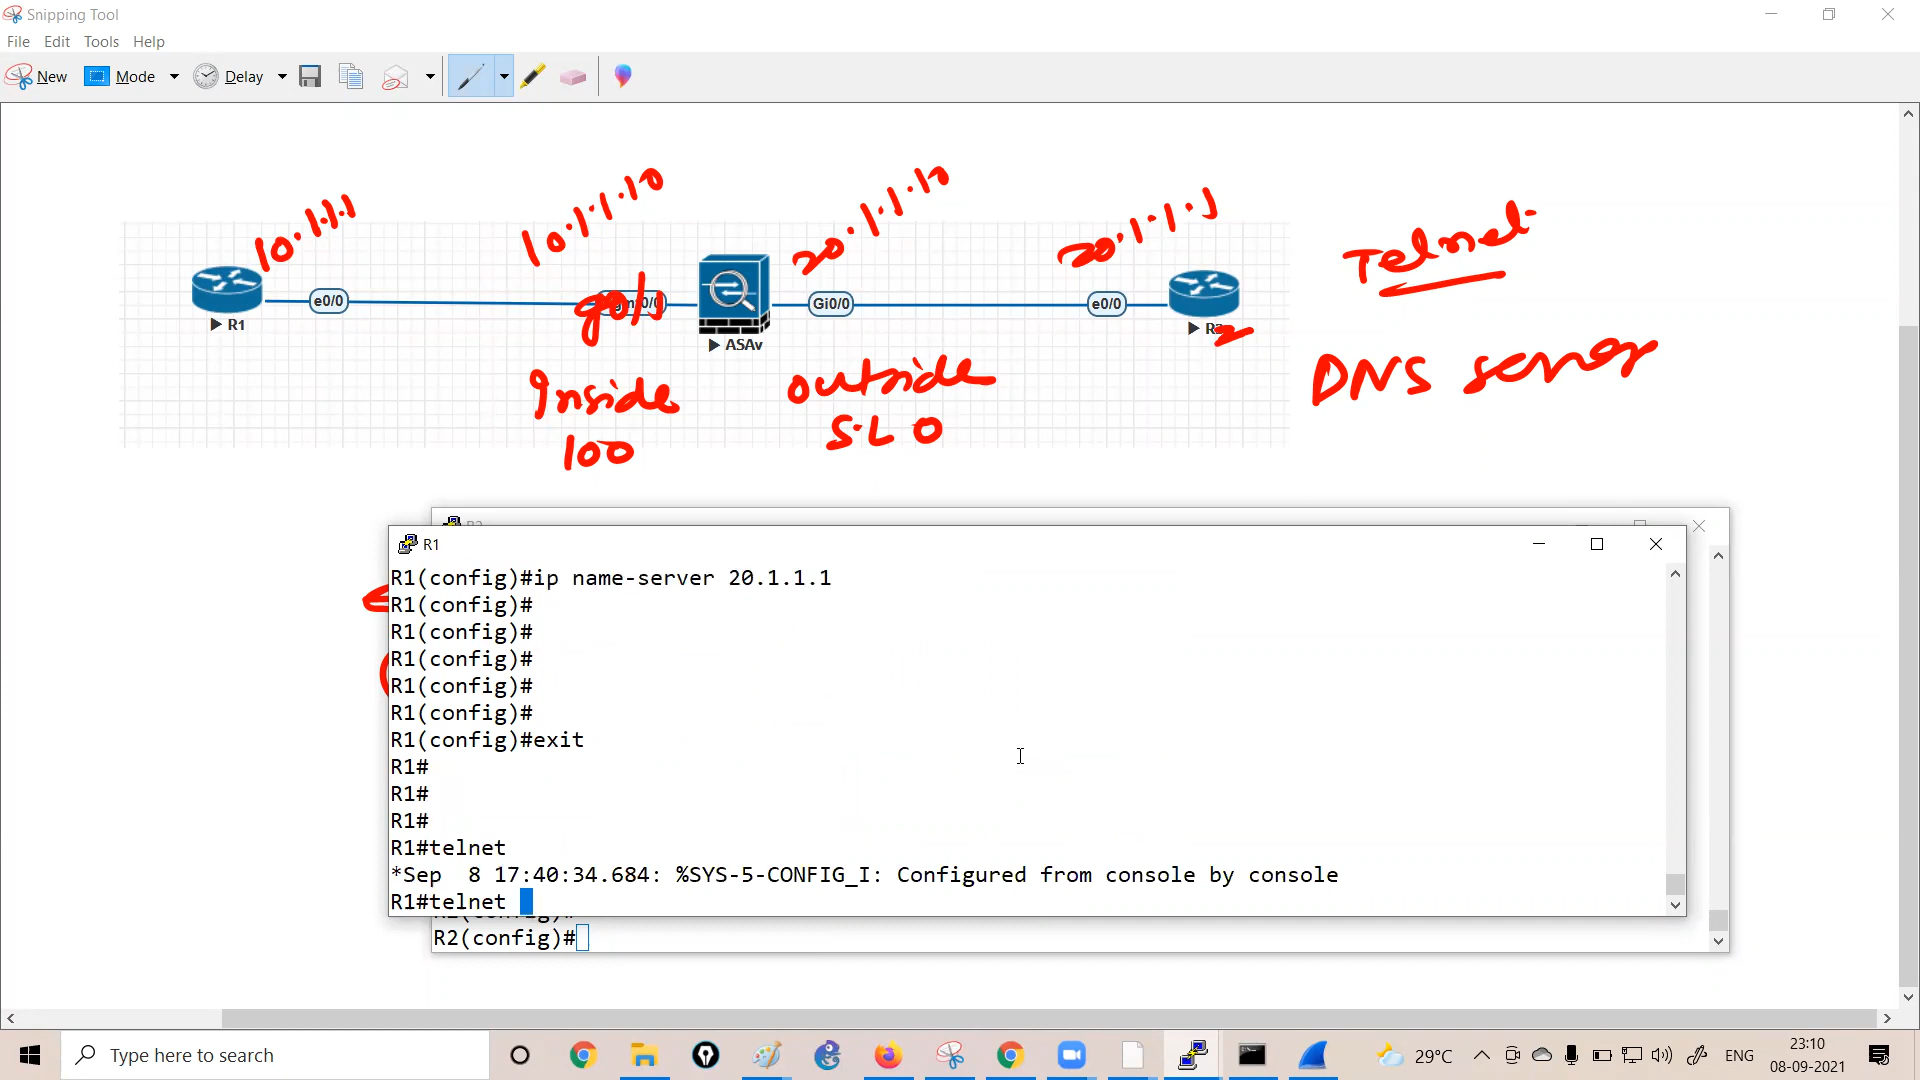 Snipping Tool
File Edit Tools Help
New Mode Delay
10.1.1.1
10.1.1.10
20.1.1.10
20.1.1.1
Telnet
e0/0
g0/1
Gi0/0
e0/0
R1
ASAv
2
DNS server
Inside
100
outside
S.L 0
R1
R1(config)#ip name-server 20.1.1.1
R1(config)#
R1(config)#
R1(config)#
R1(config)#
R1(config)#
R1(config)#exit
R1#
R1#
R1#
R1#telnet
*Sep  8 17:40:34.684: %SYS-5-CONFIG_I: Configured from console by console
R1#telnet
R2(config)#
R2(config)#
Type here to search
29°C
ENG
23:10
08-09-2021